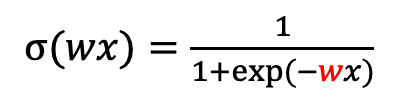 σ(wx) = 1 / 1+exp(−wx)